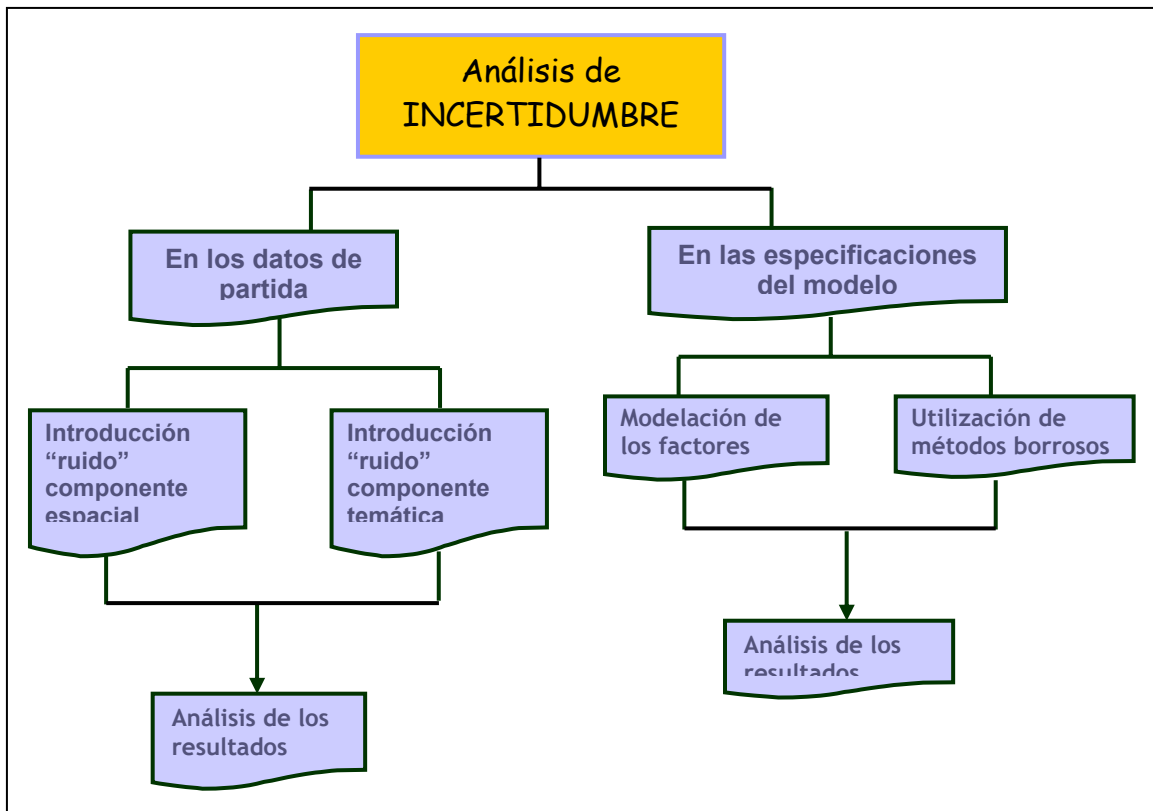 Análisis de
INCERTIDUMBRE
En los datos de
partida
En las especificaciones
del modelo
Introducción
“ruido”
componente
espacial
Introducción
“ruido”
componente
temática
Modelación de
los factores
Utilización de
métodos borrosos
Análisis de los
resultados
Análisis de los
resultados